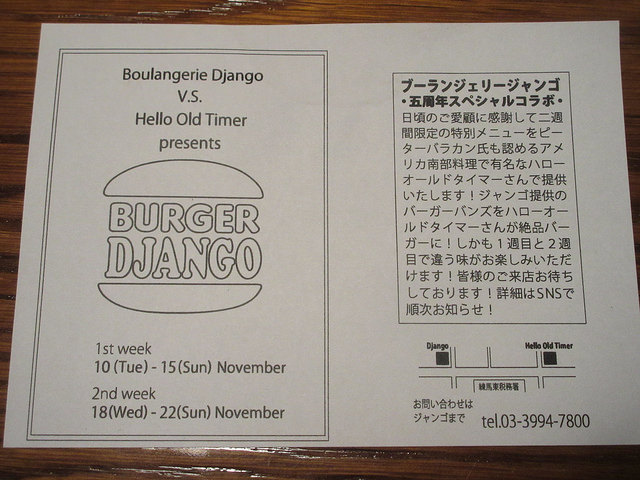 Boulangerie Django
V.S.
Hello Old Timer
presents
BURGER
DJANGO
1st week
10 (Tue) - 15(Sun) November
2nd week
18(Wed) - 22(Sun) November
ブーランジェリージャンゴ
・五周年スペシャルコラボ・
日頃のご愛顧に感謝して二週
間限定の特別メニューをピー
ターバラカン氏も認めるアメ
リカ南部料理で有名なハロー
オールドタイマーさんで提供
いたします！ジャンゴ提供の
バーガーバンズをハローオー
ルドタイマーさんが絶品バー
ガーに！しかも１週目と２週
目で違う味がお楽しみいただ
けます！皆様のご来店お待ち
しております！詳細はSNSで
順次お知らせ！
Django
Hello Old Timer
練馬東税務署
お問い合わせは
ジャンゴまで
tel.03-3994-7800